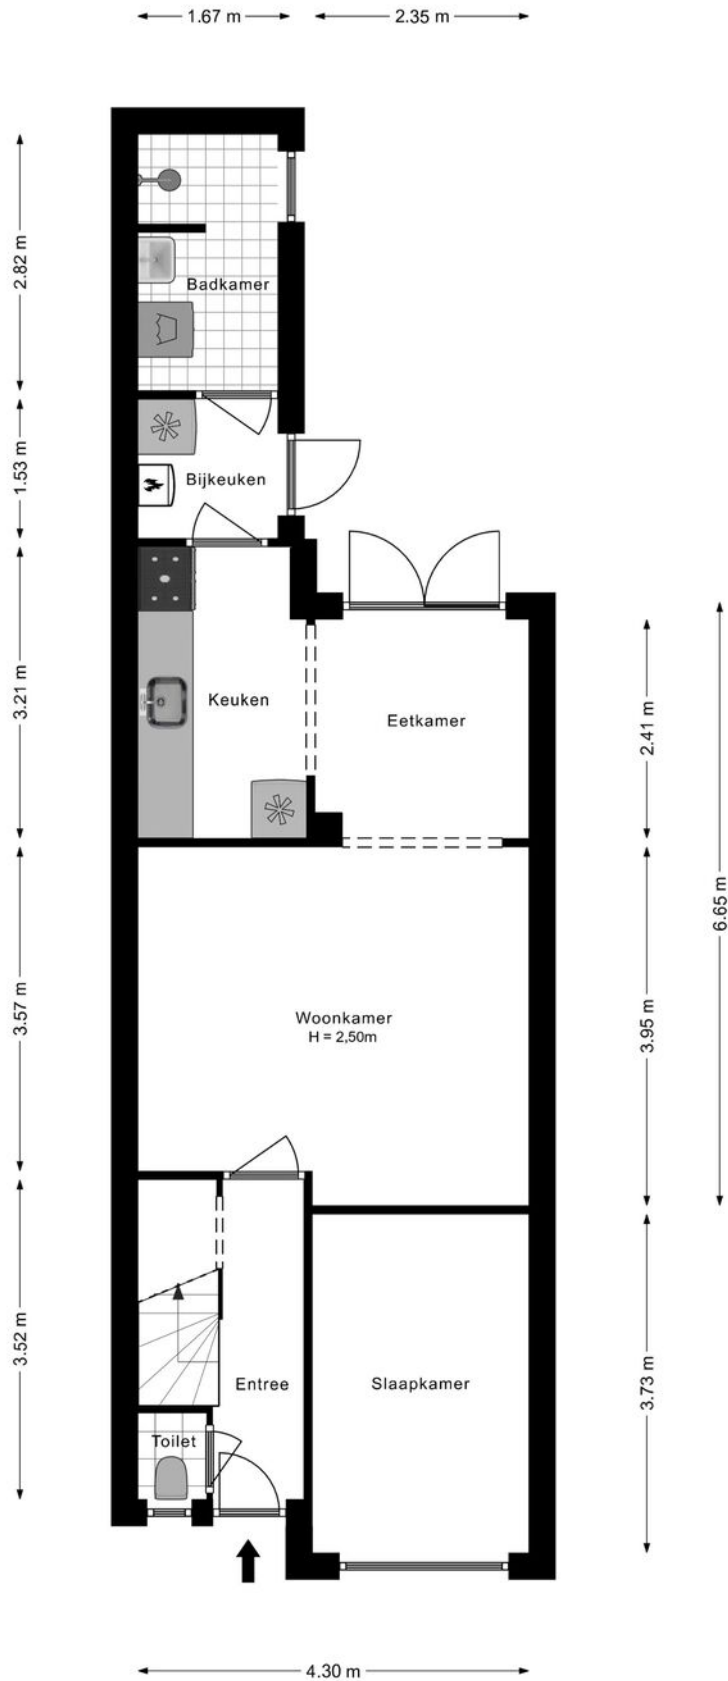 1.67 m
2.35 m
2.82 m
Badkamer
1.53 m
Bijkeuken
3.21 m
Keuken
Eetkamer
2.41 m
6.65 m
3.57 m
Woonkamer
H = 2,50m
3.95 m
3.52 m
Entree
Slaapkamer
3.73 m
Toilet
4.30 m